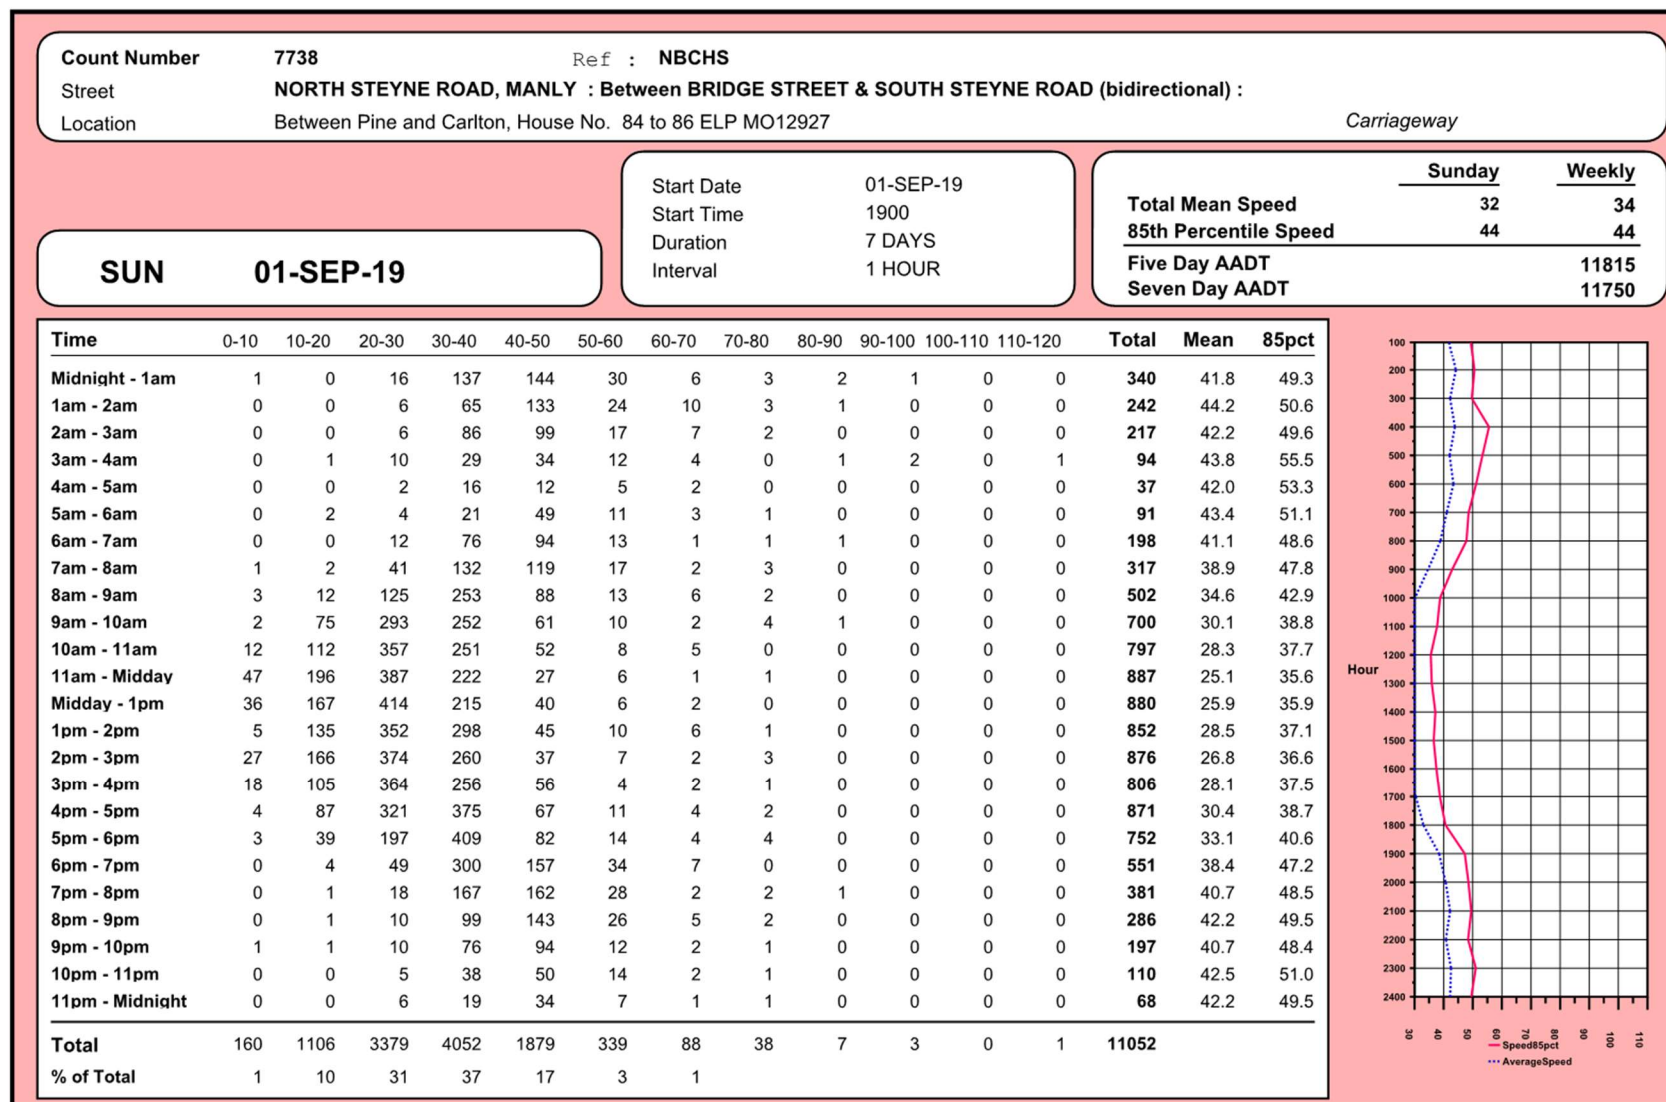 Count Number 7738 Ref : NBCHS
Street NORTH STEYNE ROAD, MANLY : Between BRIDGE STREET & SOUTH STEYNE ROAD (bidirectional) :
Location Between Pine and Carlton, House No. 84 to 86 ELP MO12927 Carriageway
SUN 01-SEP-19
Start Date 01-SEP-19
Start Time 1900
Duration 7 DAYS
Interval 1 HOUR
Sunday Weekly
Total Mean Speed 32 34
85th Percentile Speed 44 44
Five Day AADT 11815
Seven Day AADT 11750
Time 0-10 10-20 20-30 30-40 40-50 50-60 60-70 70-80 80-90 90-100 100-110 110-120 Total Mean 85pct
Midnight - 1am 1 0 16 137 144 30 6 3 2 1 0 0 340 41.8 49.3
1am - 2am 0 0 6 65 133 24 10 3 1 0 0 0 242 44.2 50.6
2am - 3am 0 0 6 86 99 17 7 2 0 0 0 0 217 42.2 49.6
3am - 4am 0 1 10 29 34 12 4 0 1 2 0 1 94 43.8 55.5
4am - 5am 0 0 2 16 12 5 2 0 0 0 0 0 37 42.0 53.3
5am - 6am 0 2 4 21 49 11 3 1 0 0 0 0 91 43.4 51.1
6am - 7am 0 0 12 76 94 13 1 1 1 0 0 0 198 41.1 48.6
7am - 8am 1 2 41 132 119 17 2 3 0 0 0 0 317 38.9 47.8
8am - 9am 3 12 125 253 88 13 6 2 0 0 0 0 502 34.6 42.9
9am - 10am 2 75 293 252 61 10 2 4 1 0 0 0 700 30.1 38.8
10am - 11am 12 112 357 251 52 8 5 0 0 0 0 0 797 28.3 37.7
11am - Midday 47 196 387 222 27 6 1 1 0 0 0 0 887 25.1 35.6
Midday - 1pm 36 167 414 215 40 6 2 0 0 0 0 0 880 25.9 35.9
1pm - 2pm 5 135 352 298 45 10 6 1 0 0 0 0 852 28.5 37.1
2pm - 3pm 27 166 374 260 37 7 2 3 0 0 0 0 876 26.8 36.6
3pm - 4pm 18 105 364 256 56 4 2 1 0 0 0 0 806 28.1 37.5
4pm - 5pm 4 87 321 375 67 11 4 2 0 0 0 0 871 30.4 38.7
5pm - 6pm 3 39 197 409 82 14 4 4 0 0 0 0 752 33.1 40.6
6pm - 7pm 0 4 49 300 157 34 7 0 0 0 0 0 551 38.4 47.2
7pm - 8pm 0 1 18 167 162 28 2 2 1 0 0 0 381 40.7 48.5
8pm - 9pm 0 1 10 99 143 26 5 2 0 0 0 0 286 42.2 49.5
9pm - 10pm 1 1 10 76 94 12 2 1 0 0 0 0 197 40.7 48.4
10pm - 11pm 0 0 5 38 50 14 2 1 0 0 0 0 110 42.5 51.0
11pm - Midnight 0 0 6 19 34 7 1 1 0 0 0 0 68 42.2 49.5
Total 160 1106 3379 4052 1879 339 88 38 7 3 0 1 11052
% of Total 1 10 31 37 17 3 1
100
200
300
400
500
600
700
800
900
1000
1100
1200
Hour
1300
1400
1500
1600
1700
1800
1900
2000
2100
2200
2300
2400
30 40 50 60 70 80 90 100 110
Speed85pct
AverageSpeed